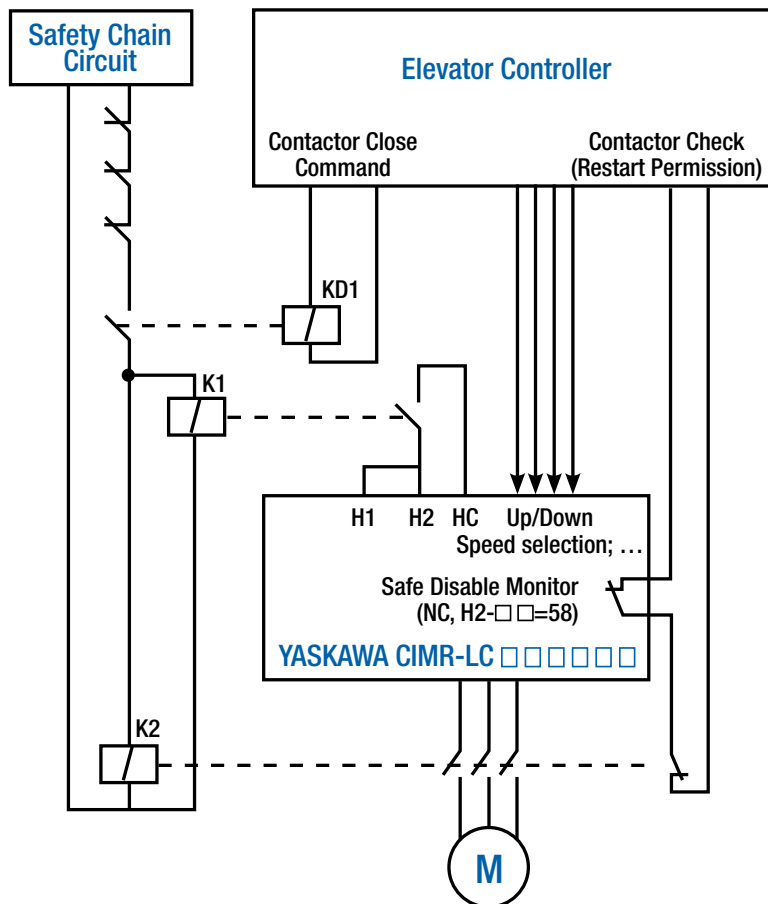 Safety Chain
Circuit
Elevator Controller
Contactor Close
Command
Contactor Check
(Restart Permission)
KD1
K1
H1 H2 HC Up/Down
Speed selection; …
Safe Disable Monitor
(NC, H2-□ □=58)
YASKAWA CIMR-LC □ □ □ □ □ □
K2
M